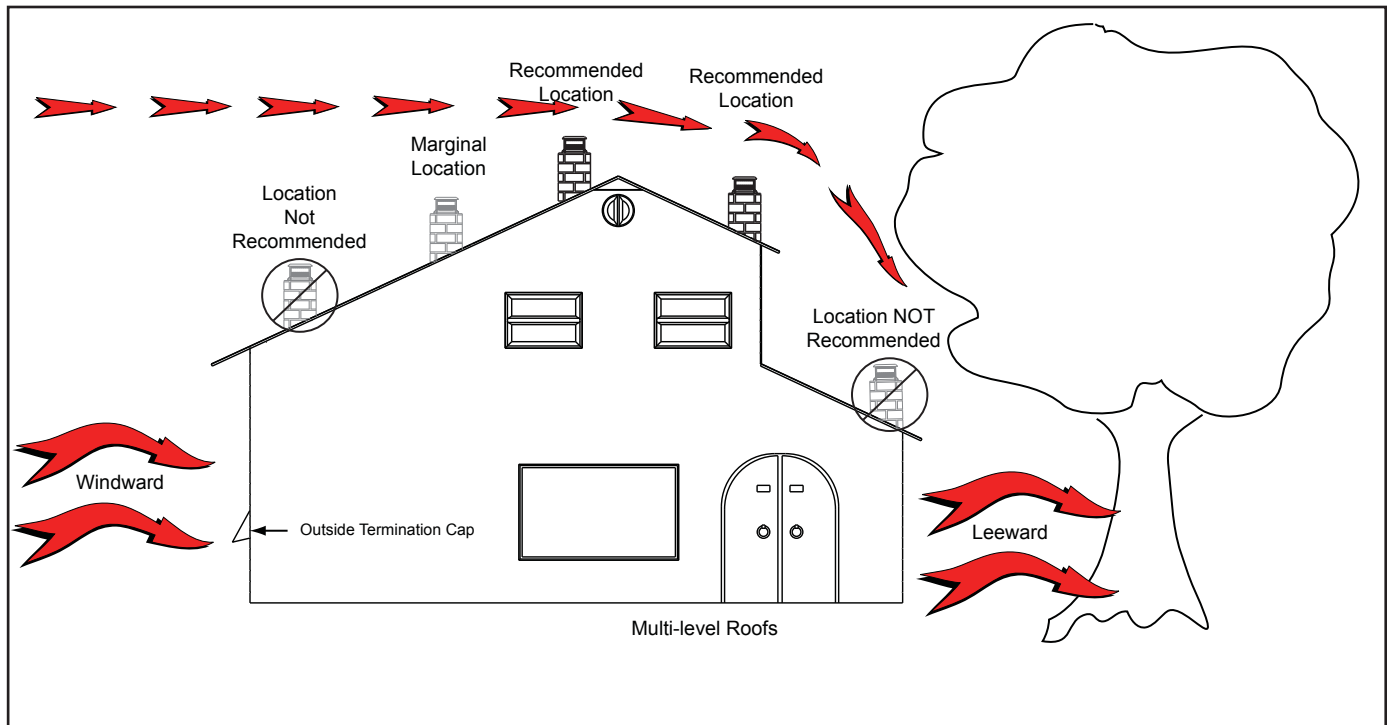 Recommended
Location
Recommended
Location
Marginal
Location
Location
Not
Recommended
Location NOT
Recommended
Windward
Outside Termination Cap
Leeward
Multi-level Roofs